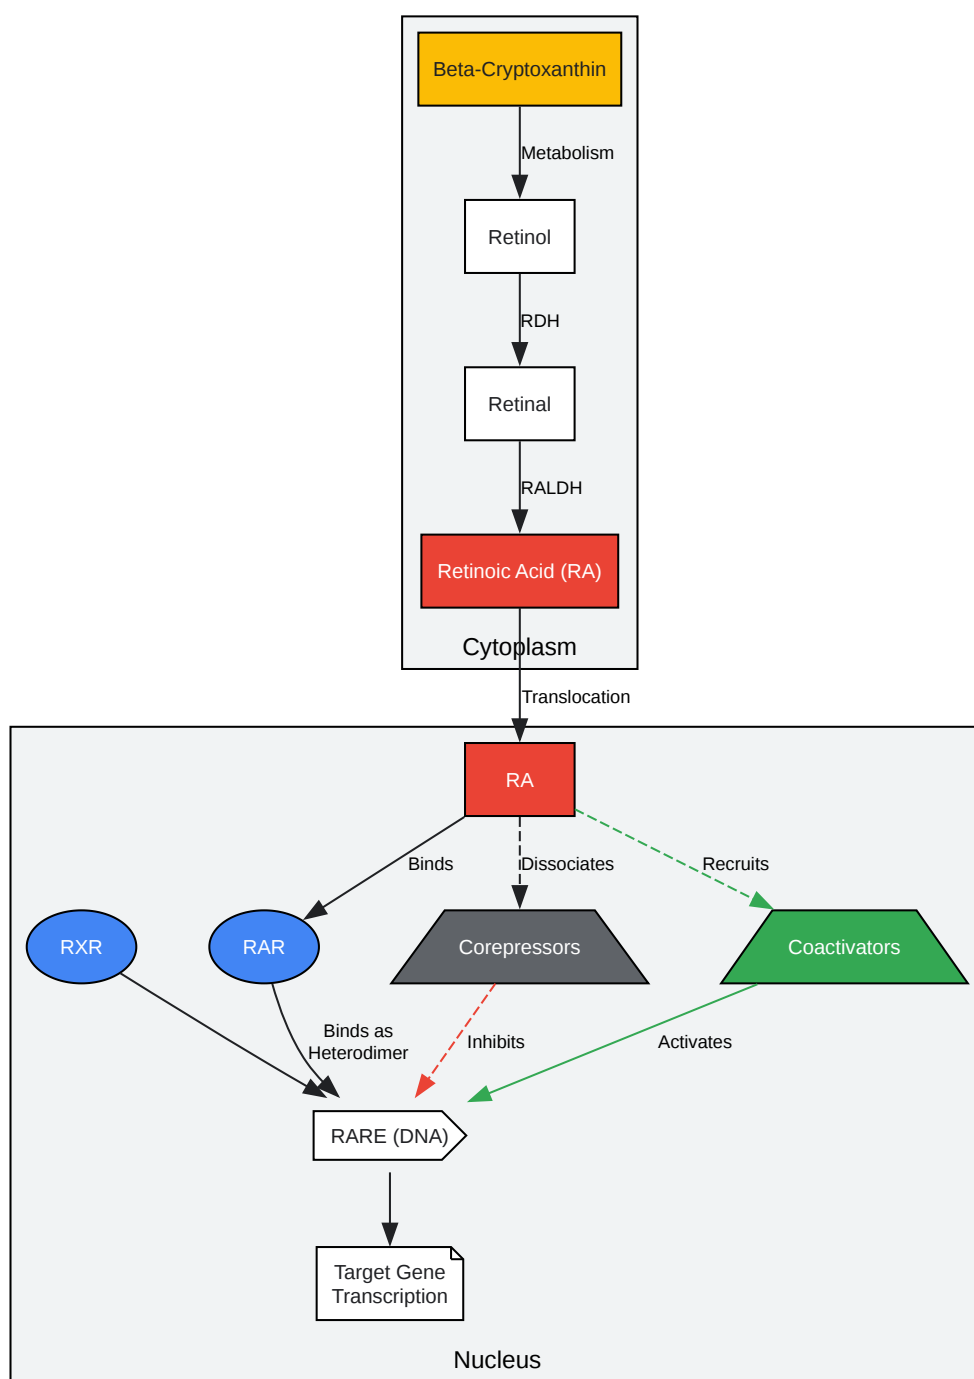 Beta-Cryptoxanthin
Metabolism
Retinol
RDH
Retinal
RALDH
Retinoic Acid (RA)
Cytoplasm
Translocation
RA
Binds
Dissociates
Recruits
RXR
RAR
Corepressors
Coactivators
Binds as
Heterodimer
Inhibits
Activates
RARE (DNA)
Target Gene
Transcription
Nucleus